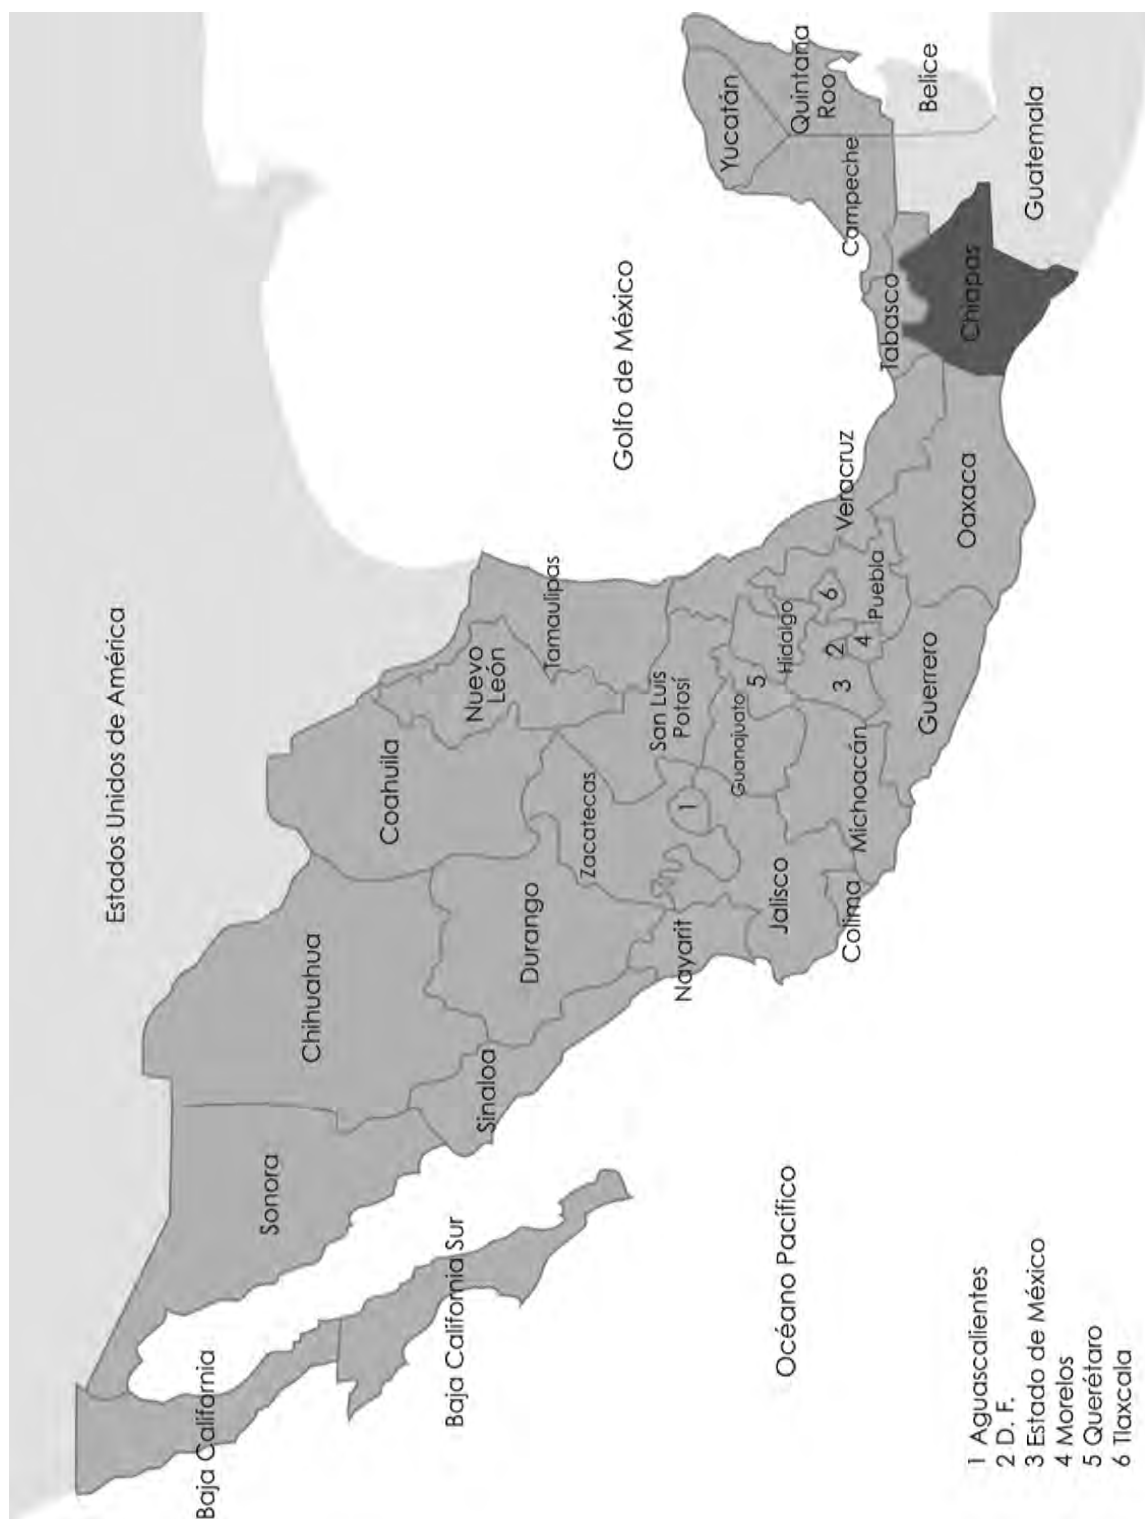 Estados Unidos de América
Baja California
Sonora
Chihuahua
Coahuila
Baja California Sur
Sinaloa
Durango
Nuevo
León
Tamaulipas
Zacatecas
San Luis
Potosí
Golfo de México
Nayarit
1
Guanajuato
5
Hidalgo
Jalisco
Colima
Michoacán
3
2
4
6
Puebla
Veracruz
Guerrero
Oaxaca
Tabasco
Chiapas
Campeche
Yucatán
Quintana
Roo
Belice
Guatemala
Océano Pacífico
1 Aguascalientes
2 D. F.
3 Estado de México
4 Morelos
5 Querétaro
6 Tlaxcala